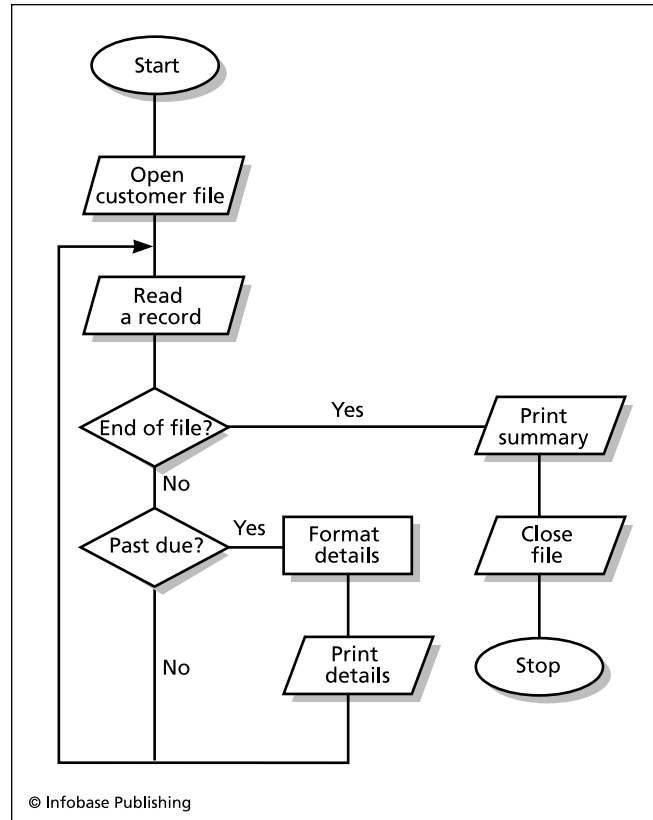 Start
Open
customer file
Read
a record
End of file?
Yes
Print
summary
No
Past due?
Yes
Format
details
Close
file
No
Print
details
Stop
© Infobase Publishing